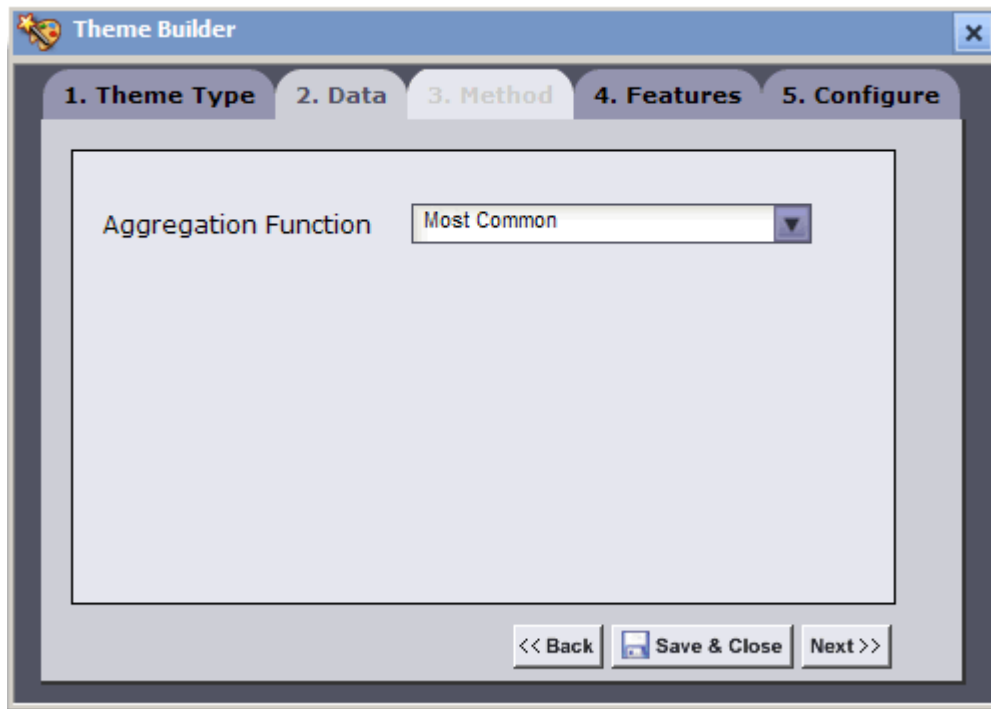 Theme Builder
1. Theme Type 2. Data 3. Method 4. Features 5. Configure
Aggregation Function Most Common
<< Back Save & Close Next >>